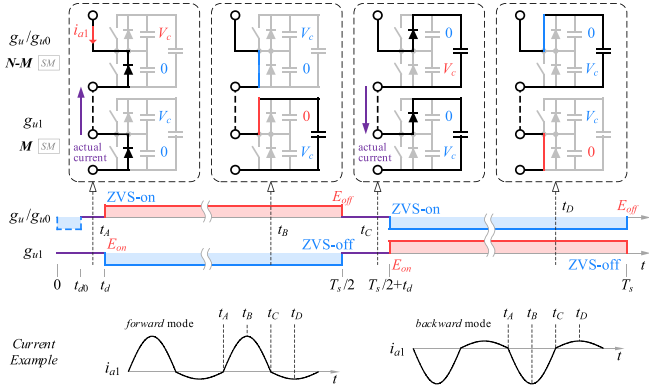 g_u/g_u0
N-M SM
i_a1
V_c
0
0
V_c
0
V_c
0
V_c
g_u1
M SM
actual
current
V_c
0
0
V_c
actual
current
0
V_c
V_c
0
g_u/g_u0
ZVS-on
E_off
ZVS-on
E_off
t_A
t_B
t_C
t_D
g_u1
E_on
ZVS-off
E_on
ZVS-off
t
0
t_d0
t_d
T_s/2
T_s/2+t_d
T_s
Current
Example
forward mode
t_A
t_B
t_C
t_D
i_a1
t
backward mode
t_A
t_B
t_C
t_D
i_a1
t